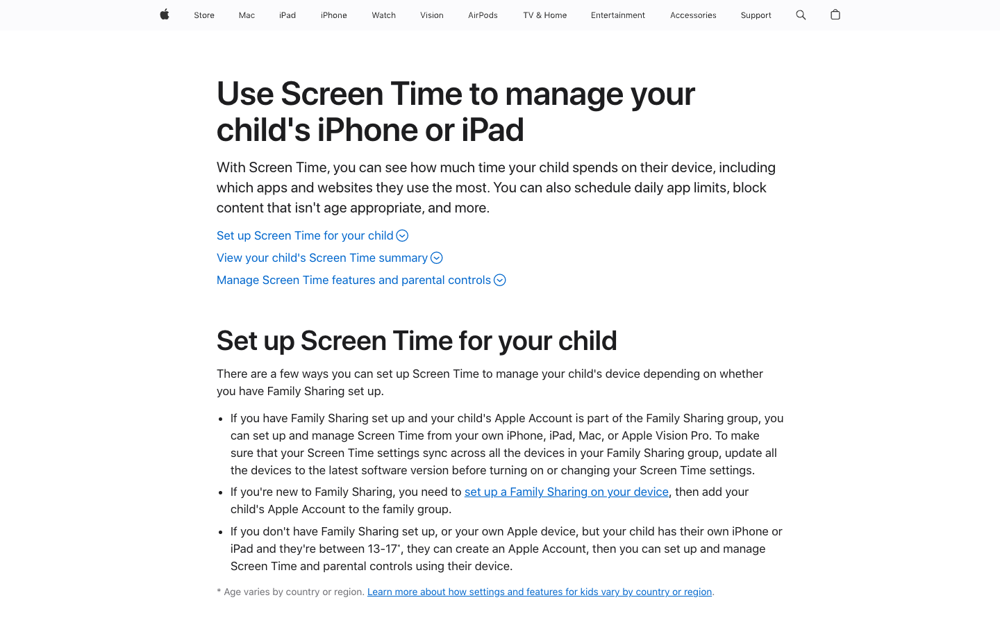 Store Mac iPad iPhone Watch Vision AirPods TV & Home Entertainment Accessories Support
Use Screen Time to manage your
child's iPhone or iPad
With Screen Time, you can see how much time your child spends on their device, including
which apps and websites they use the most. You can also schedule daily app limits, block
content that isn't age appropriate, and more.
Set up Screen Time for your child
View your child's Screen Time summary
Manage Screen Time features and parental controls
Set up Screen Time for your child
There are a few ways you can set up Screen Time to manage your child's device depending on whether
you have Family Sharing set up.
• If you have Family Sharing set up and your child's Apple Account is part of the Family Sharing group, you
can set up and manage Screen Time from your own iPhone, iPad, Mac, or Apple Vision Pro. To make
sure that your Screen Time settings sync across all the devices in your Family Sharing group, update all
the devices to the latest software version before turning on or changing your Screen Time settings.
• If you're new to Family Sharing, you need to set up a Family Sharing on your device, then add your
child's Apple Account to the family group.
• If you don't have Family Sharing set up, or your own Apple device, but your child has their own iPhone or
iPad and they're between 13-17*, they can create an Apple Account, then you can set up and manage
Screen Time and parental controls using their device.
* Age varies by country or region. Learn more about how settings and features for kids vary by country or region.